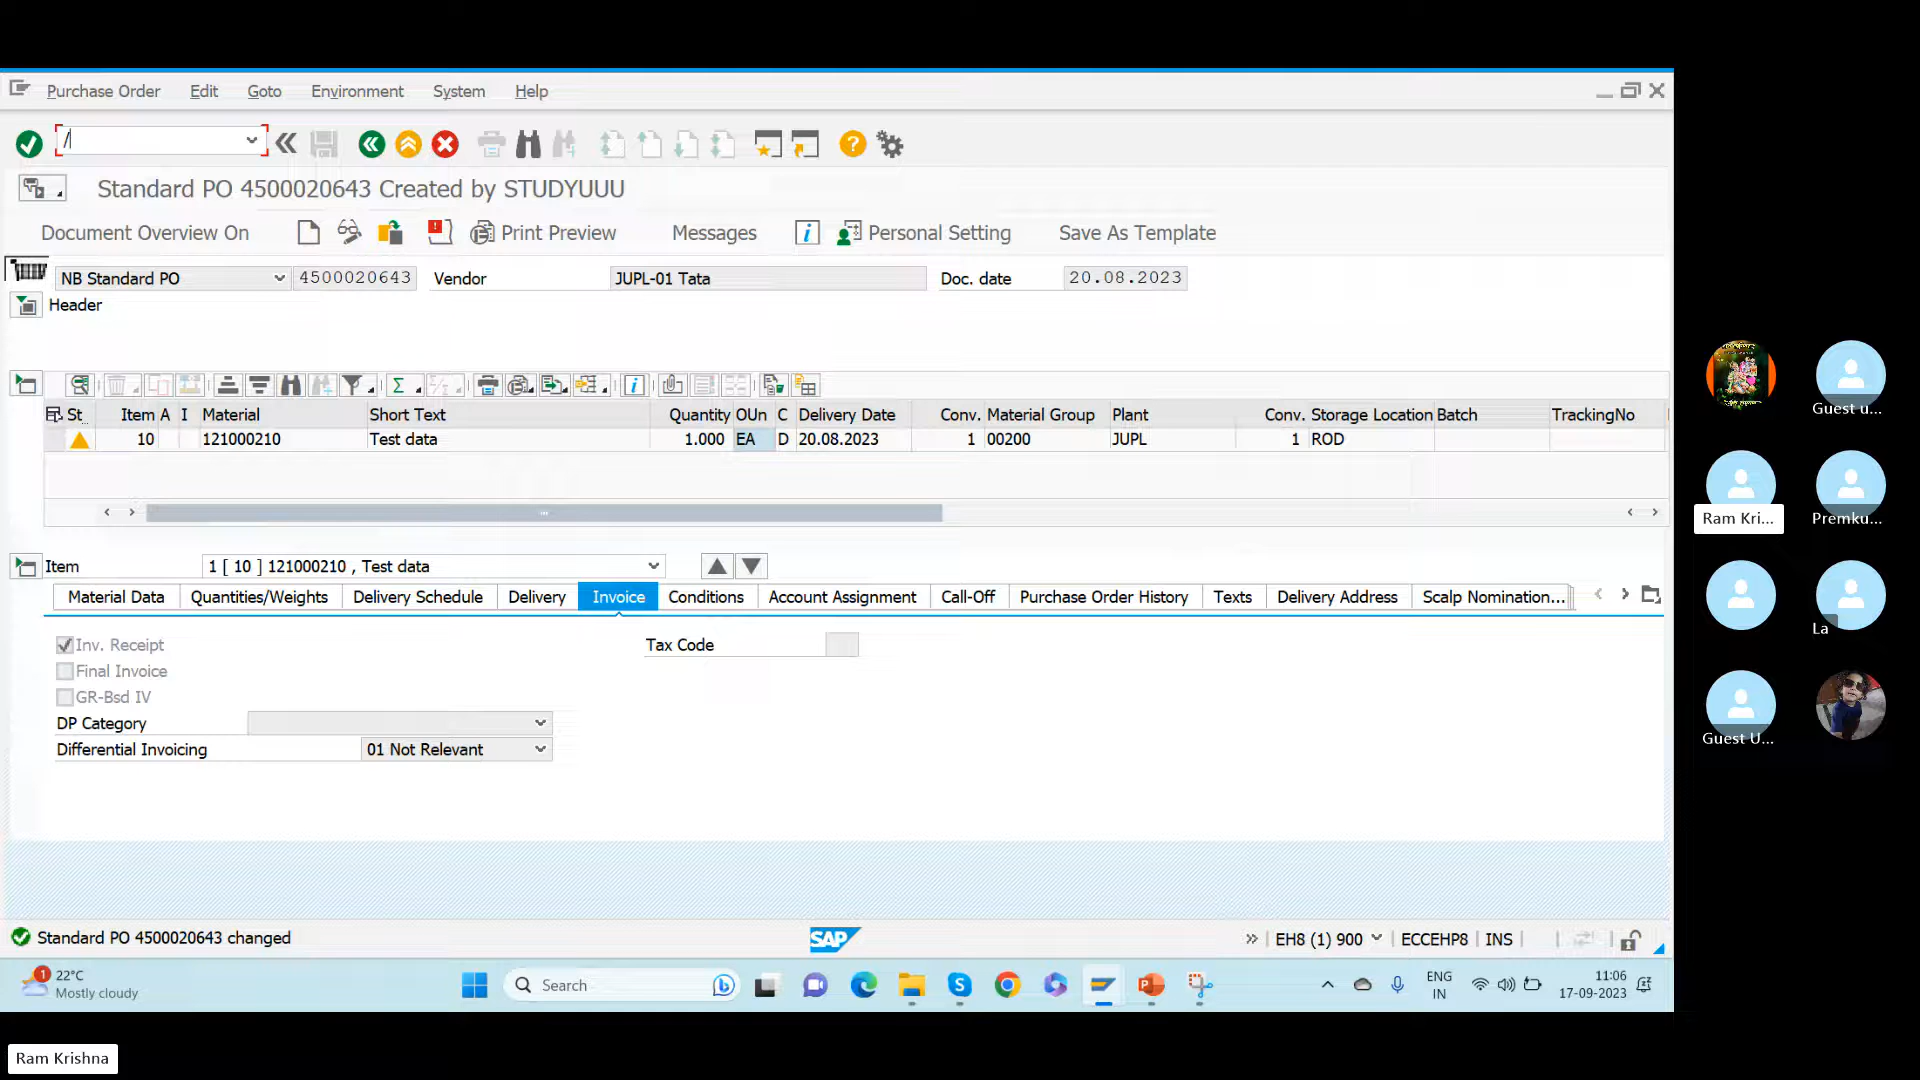 Purchase Order Edit Goto Environment System Help
/
Standard PO 4500020643 Created by STUDYUUU
Document Overview On Print Preview Messages Personal Setting Save As Template
NB Standard PO 4500020643 Vendor JUPL-01 Tata Doc. date 20.08.2023
Header
St.. Item A I Material Short Text Quantity OUn C Delivery Date Conv. Material Group Plant Conv. Storage Location Batch TrackingNo
10 121000210 Test data 1.000 EA D 20.08.2023 1 00200 JUPL 1 ROD
Item 1 [ 10 ] 121000210 , Test data
Material Data Quantities/Weights Delivery Schedule Delivery Invoice Conditions Account Assignment Call-Off Purchase Order History Texts Delivery Address Scalp Nomination...
Inv. Receipt Tax Code
Final Invoice
GR-Bsd IV
DP Category
Differential Invoicing 01 Not Relevant
Standard PO 4500020643 changed SAP EH8 (1) 900 ECCEHP8 INS
1 22°C
Mostly cloudy
Search
ENG
IN
11:06
17-09-2023
Guest u...
Ram Kri...
Premku...
La
Guest U...
Ram Krishna